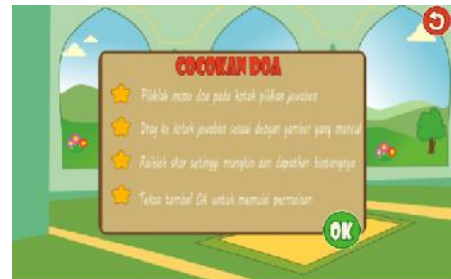 COCOKAN DOA
Pilihlah menu doa pada kotak pilihan jawaban
Drag ke kotak jawaban sesuai dengan gambar yang muncul
Raihlah skor setinggi mungkin dan dapatkan bintangnya
Tekan tombol OK untuk memulai permainan
OK